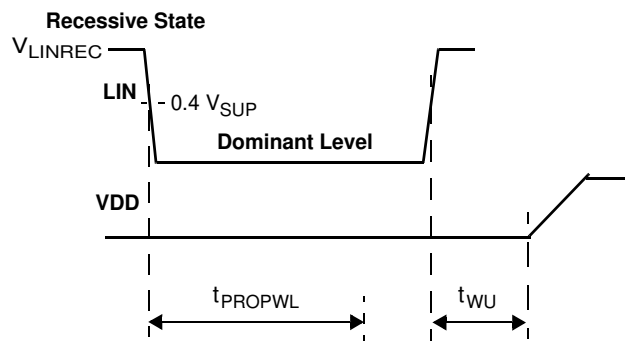 Recessive State
VLINREC
LIN
0.4 VSUP
Dominant Level
VDD
tPROPWL
tWU